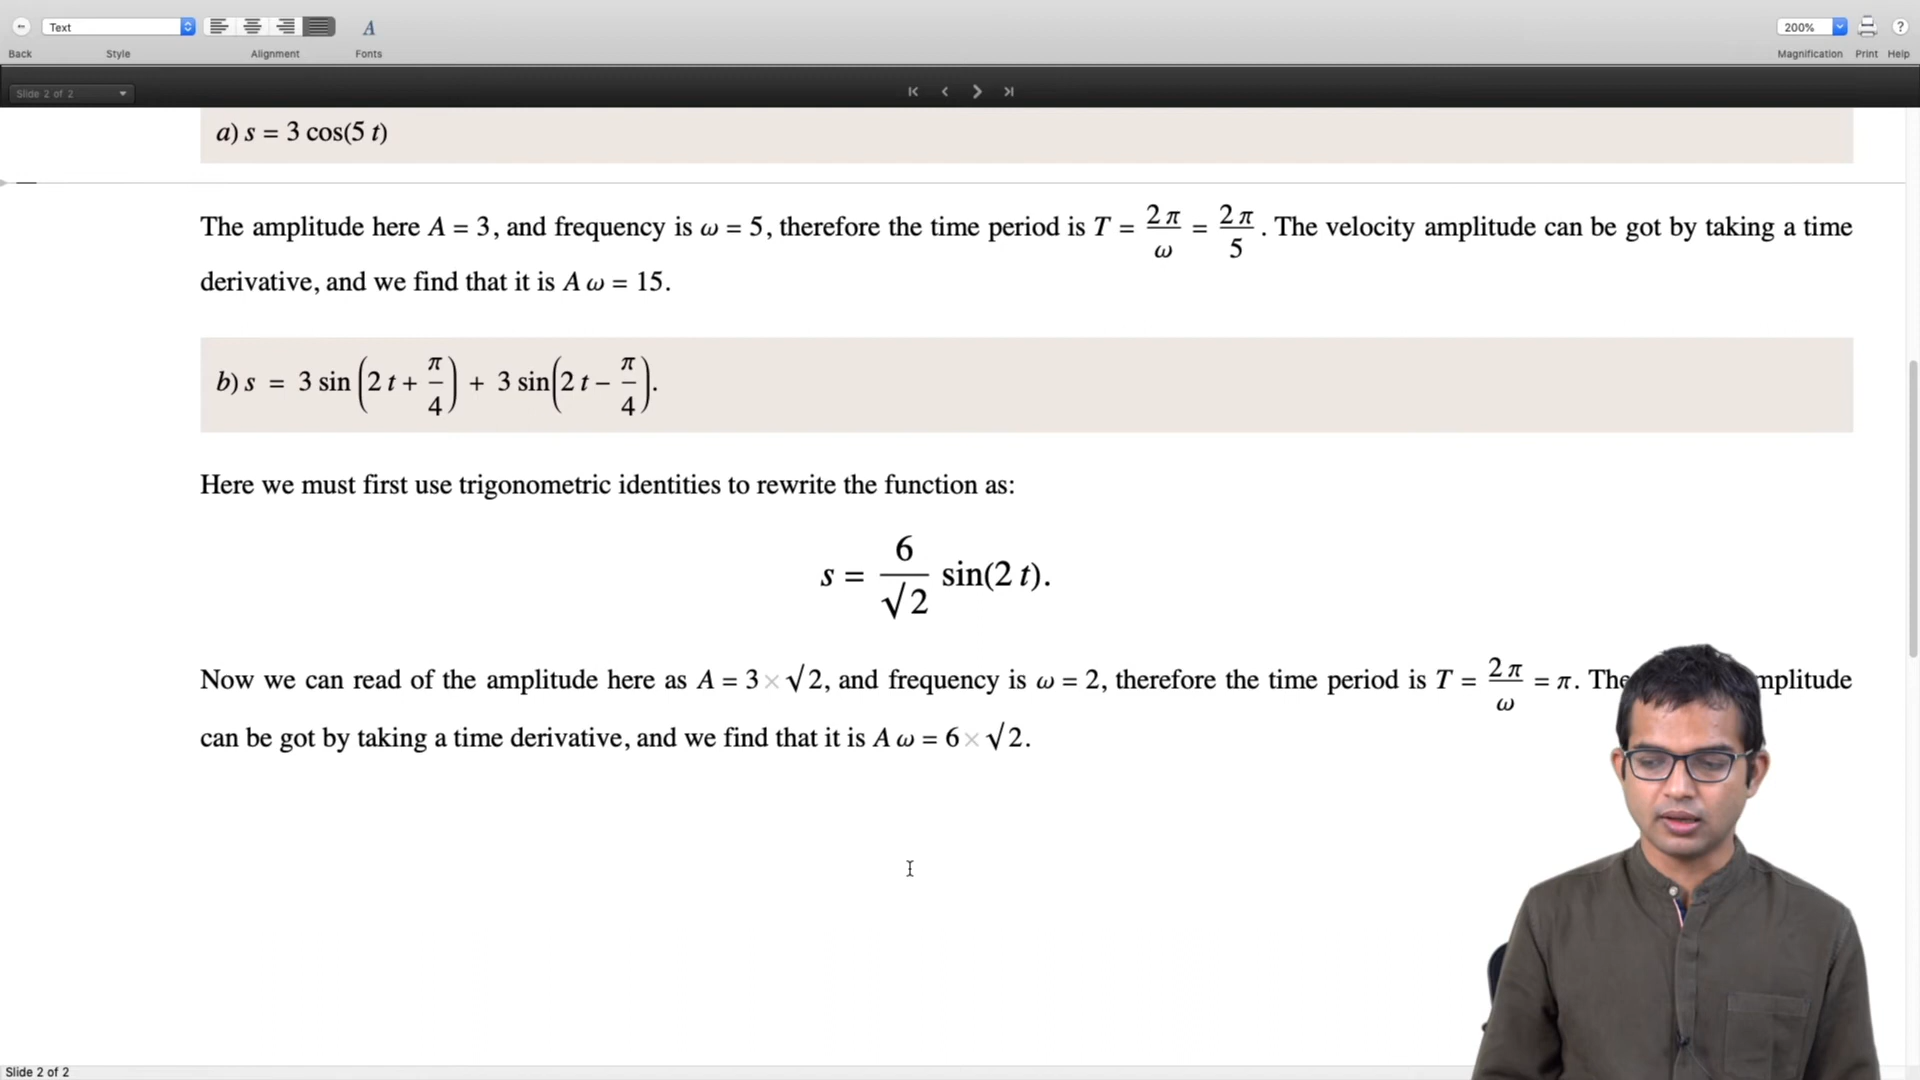 Text
200%
Back Style Alignment Fonts Magnification Print Help
Slide 2 of 2
a) s = 3 cos(5 t)
The amplitude here A = 3, and frequency is ω = 5, therefore the time period is T = 2π/ω = 2π/5. The velocity amplitude can be got by taking a time
derivative, and we find that it is A ω = 15.
b) s = 3 sin(2 t + π/4) + 3 sin(2 t − π/4).
Here we must first use trigonometric identities to rewrite the function as:
s = 6/√2 sin(2 t).
Now we can read of the amplitude here as A = 3 × √2, and frequency is ω = 2, therefore the time period is T = 2π/ω = π. The mplitude
can be got by taking a time derivative, and we find that it is A ω = 6 × √2.
Slide 2 of 2